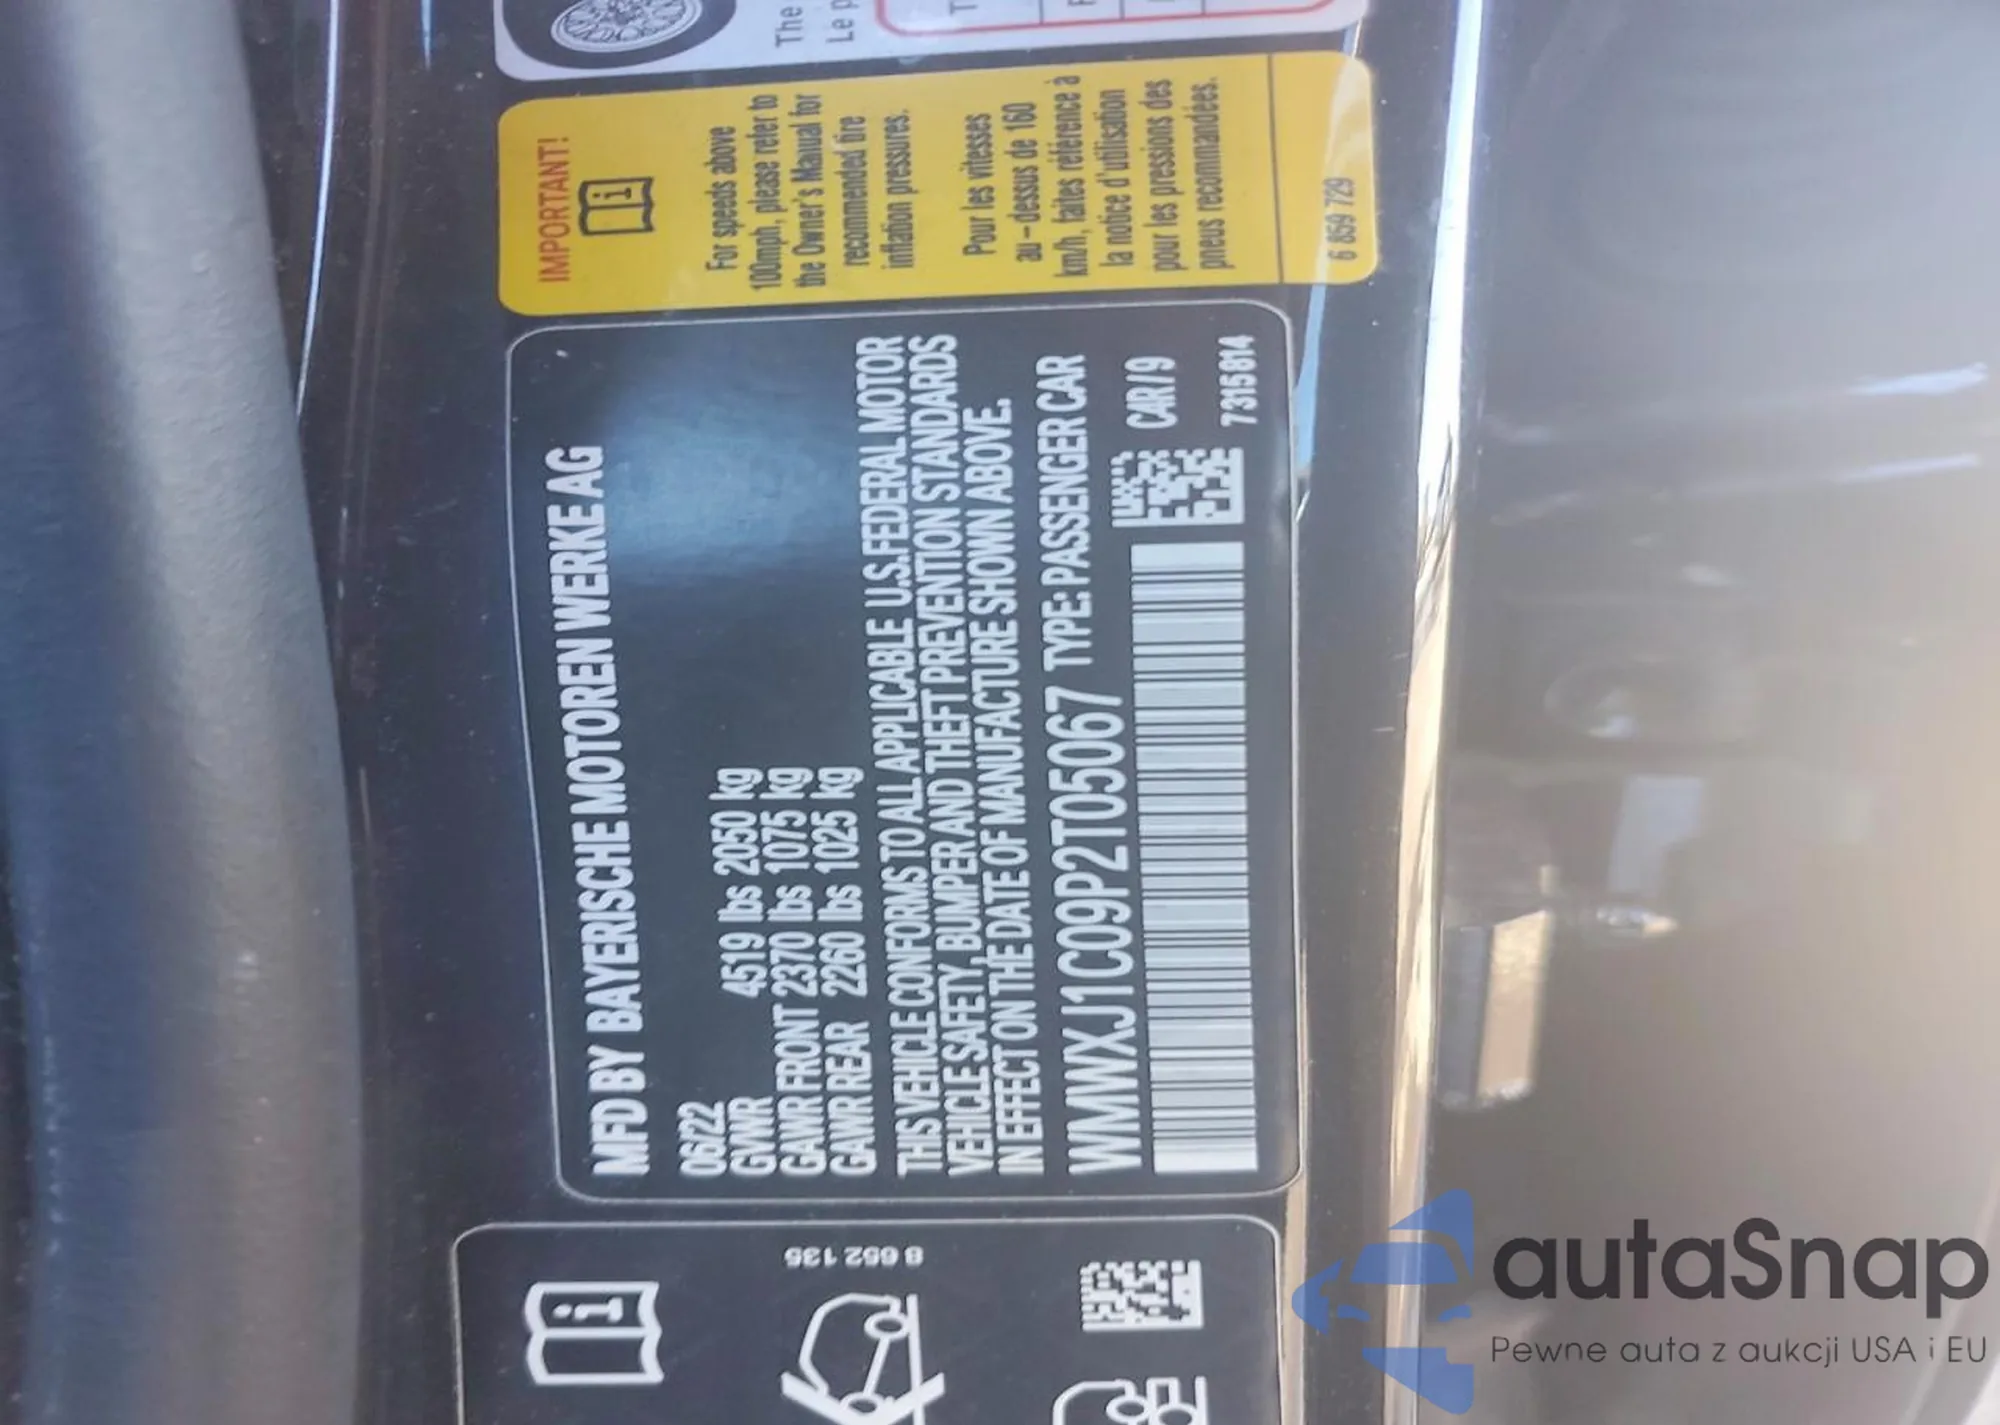 The
Le p
IMPORTANT!
For speeds above
100mph, please refer to
the Owner's Manual for
recommended tire
inflation pressures.
Pour les vitesses
au-dessus de 160
km/h, faites référence à
la notice d'utilisation
pour les pressions des
pneus recommandées.
6 859 729
MFD BY BAYERISCHE MOTOREN WERKE AG
06/22
GVWR 4519 lbs 2050 kg
GAWR FRONT 2370 lbs 1075 kg
GAWR REAR 2260 lbs 1025 kg
THIS VEHICLE CONFORMS TO ALL APPLICABLE U.S.FEDERAL MOTOR
VEHICLE SAFETY, BUMPER AND THEFT PREVENTION STANDARDS
IN EFFECT ON THE DATE OF MANUFACTURE SHOWN ABOVE.
WMWXJ1C09P2T05067 TYPE: PASSENGER CAR
CAR/9
7315814
8 652 135
autaSnap
Pewne auta z aukcji USA i EU